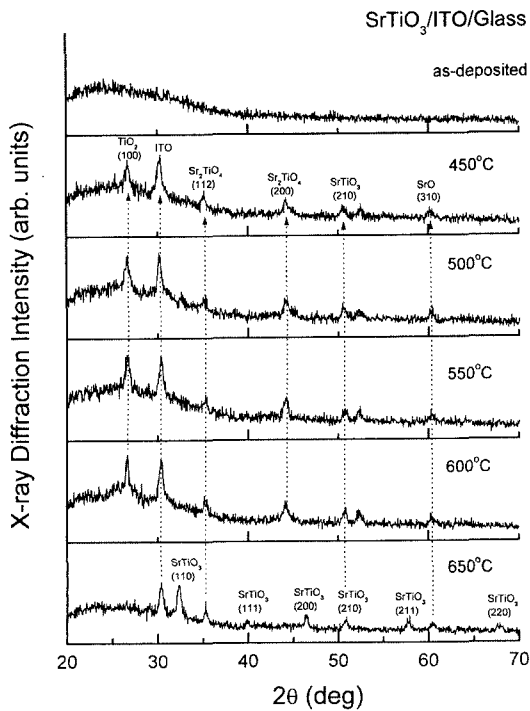 SrTiO₃/ITO/Glass
as-deposited
TiO₂ ITO
(100)
Sr₂TiO₄
(112)
Sr₂TiO₄
(200)
SrTiO₃
(210)
SrO
(310)
450°C
500°C
550°C
600°C
650°C
SrTiO₃
(110)
SrTiO₃
(111)
SrTiO₃
(200)
SrTiO₃
(210)
SrTiO₃
(211)
SrTiO₃
(220)
20 30 40 50 60 70
2θ (deg)
X-ray Diffraction Intensity (arb. units)